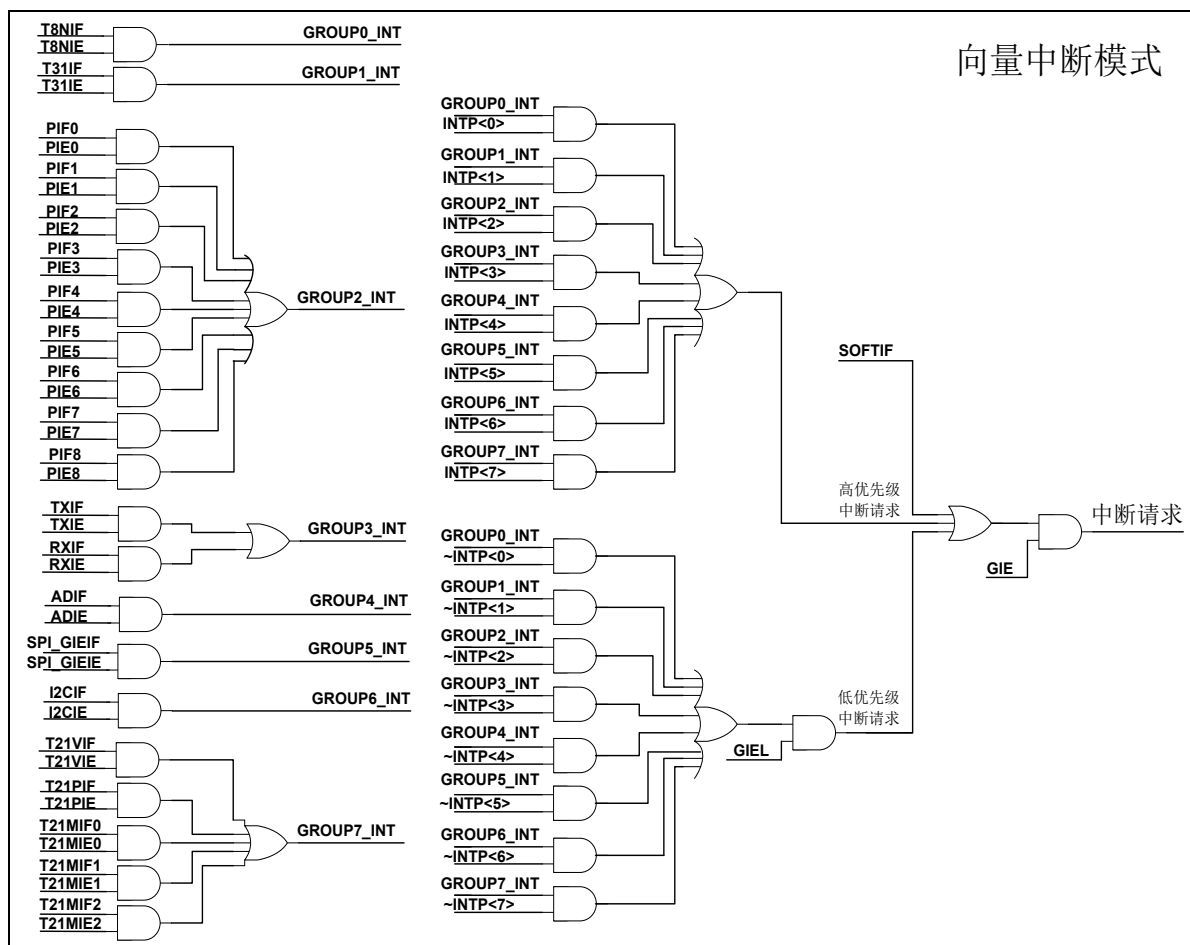 向量中断模式
T8NIF
T8NIE
GROUP0_INT
T31IF
T31IE
GROUP1_INT
PIF0
PIE0
PIF1
PIE1
PIF2
PIE2
PIF3
PIE3
PIF4
PIE4
PIF5
PIE5
PIF6
PIE6
PIF7
PIE7
PIF8
PIE8
GROUP2_INT
TXIF
TXIE
RXIF
RXIE
GROUP3_INT
ADIF
ADIE
GROUP4_INT
SPI_GIEIF
SPI_GIEIE
GROUP5_INT
I2CIF
I2CIE
GROUP6_INT
T21VIF
T21VIE
T21PIF
T21PIE
T21MIF0
T21MIE0
T21MIF1
T21MIE1
T21MIF2
T21MIE2
GROUP7_INT
GROUP0_INT
INTP<0>
GROUP1_INT
INTP<1>
GROUP2_INT
INTP<2>
GROUP3_INT
INTP<3>
GROUP4_INT
INTP<4>
GROUP5_INT
INTP<5>
GROUP6_INT
INTP<6>
GROUP7_INT
INTP<7>
GROUP0_INT
~INTP<0>
GROUP1_INT
~INTP<1>
GROUP2_INT
~INTP<2>
GROUP3_INT
~INTP<3>
GROUP4_INT
~INTP<4>
GROUP5_INT
~INTP<5>
GROUP6_INT
~INTP<6>
GROUP7_INT
~INTP<7>
GIEL
SOFTIF
高优先级
中断请求
低优先级
中断请求
GIE
中断请求